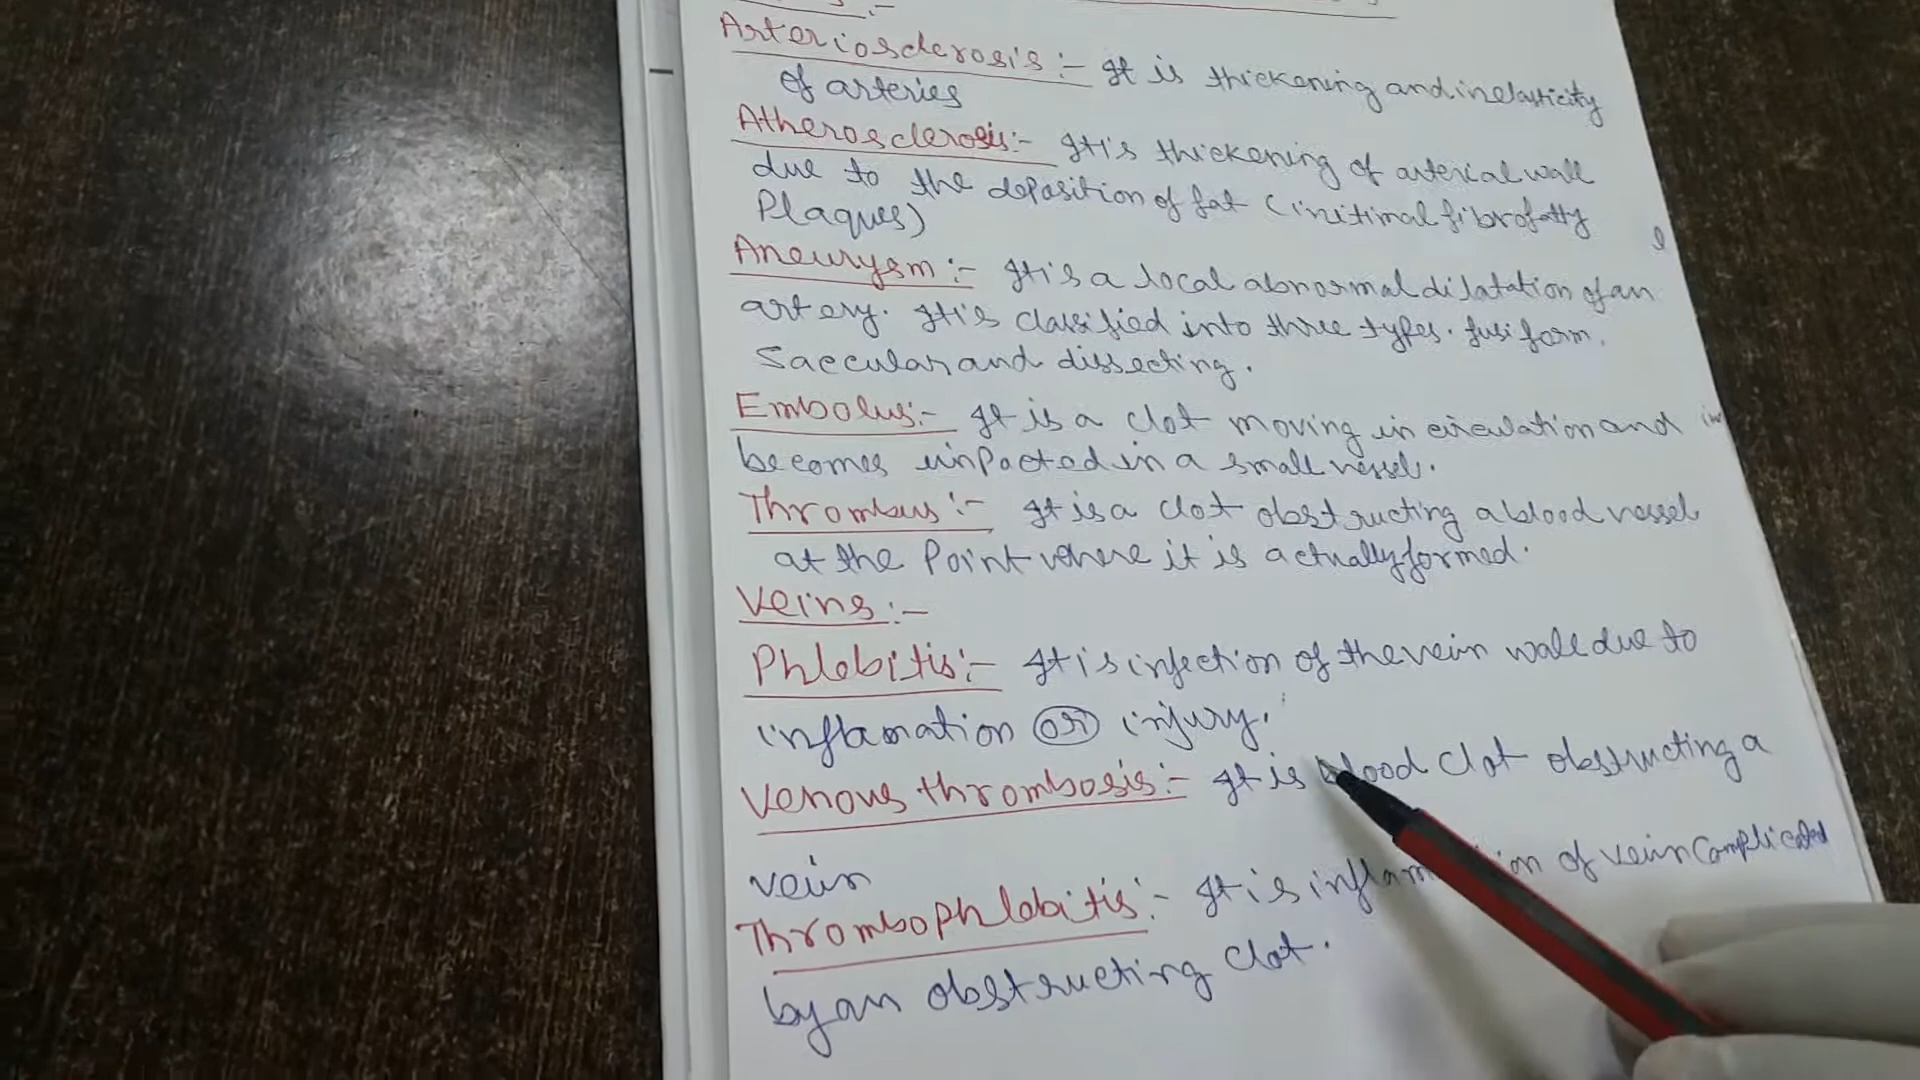 Arteriosclerosis:- It is thickening and inelasticity
of arteries
Atherosclerosis:- It is thickening of arterial wall
due to the deposition of fat (initimal fibrofatty
Plaques)
Aneurysm:- It is a local abnormal dilatation of an
artery. It is classified into three types. fusiform.
Saccular and dissecting.
Embolus:- It is a clot moving in circulation and
becomes impacted in a small vessel.
Thrombus:- It is a clot obstructing a blood vessel
at the Point where it is actually formed.
Veins:-
Phlebitis:- It is infection of the vein wall due to
inflamation or injury.
Venous thrombosis:- It is blood Clot obstructing a
vein
Thrombophlebitis:- It is of vein Complicated
by an obstructing clot.